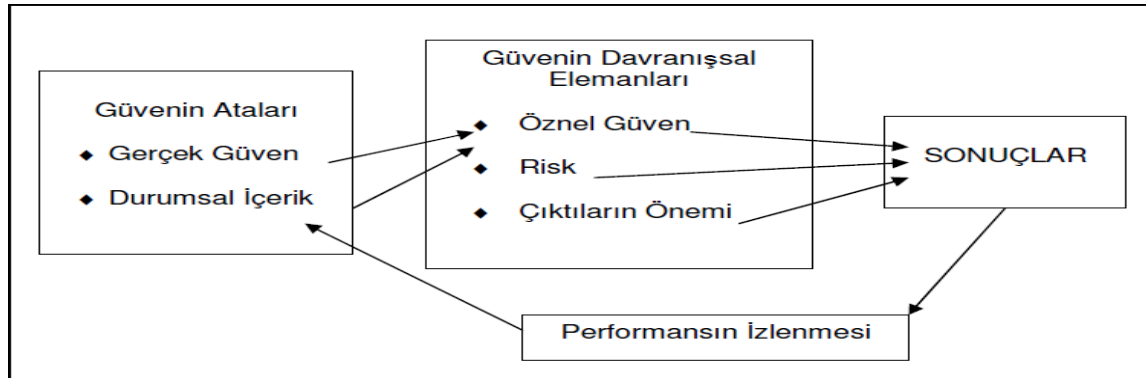 Güvenin Ataları
◆ Gerçek Güven
◆ Durumsal İçerik
Güvenin Davranışsal
Elemanları
◆ Öznel Güven
◆ Risk
◆ Çıktıların Önemi
SONUÇLAR
Performansın İzlenmesi